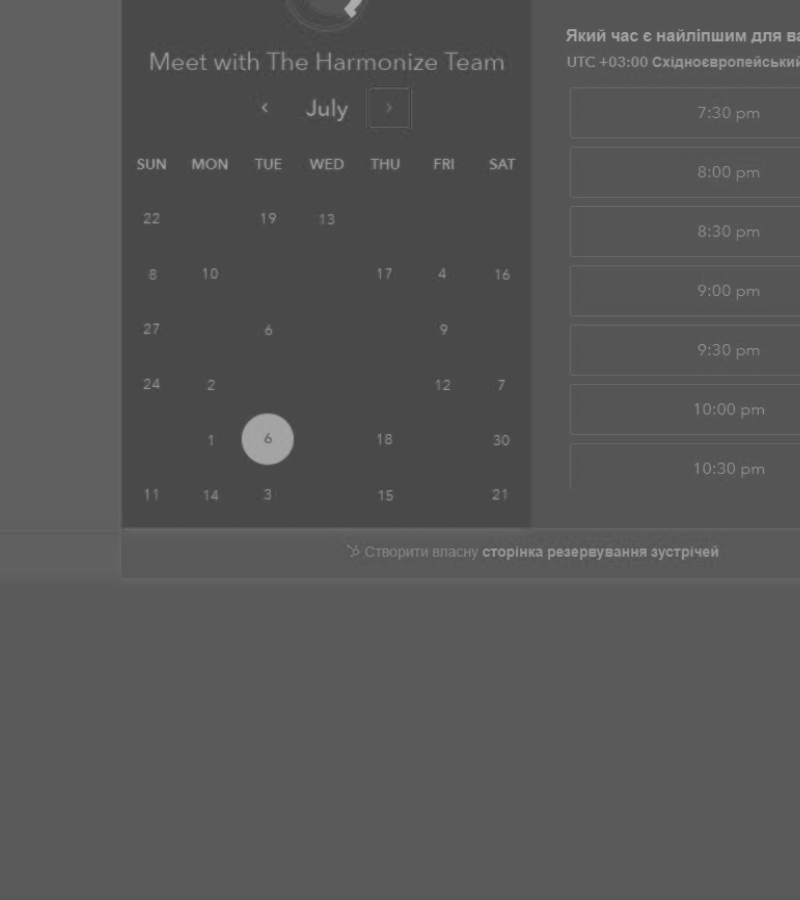 Meet with The Harmonize Team
July
SUN MON TUE WED THU FRI SAT
22 19 13
8 10 17 4 16
27 6 9
24 2 12 7
1 6 18 30
11 14 3 15 21
Який час є найліпшим для ва
UTC +03:00 Східноєвропейський
7:30 pm
8:00 pm
8:30 pm
9:00 pm
9:30 pm
10:00 pm
10:30 pm
Створити власну сторінка резервування зустрічей